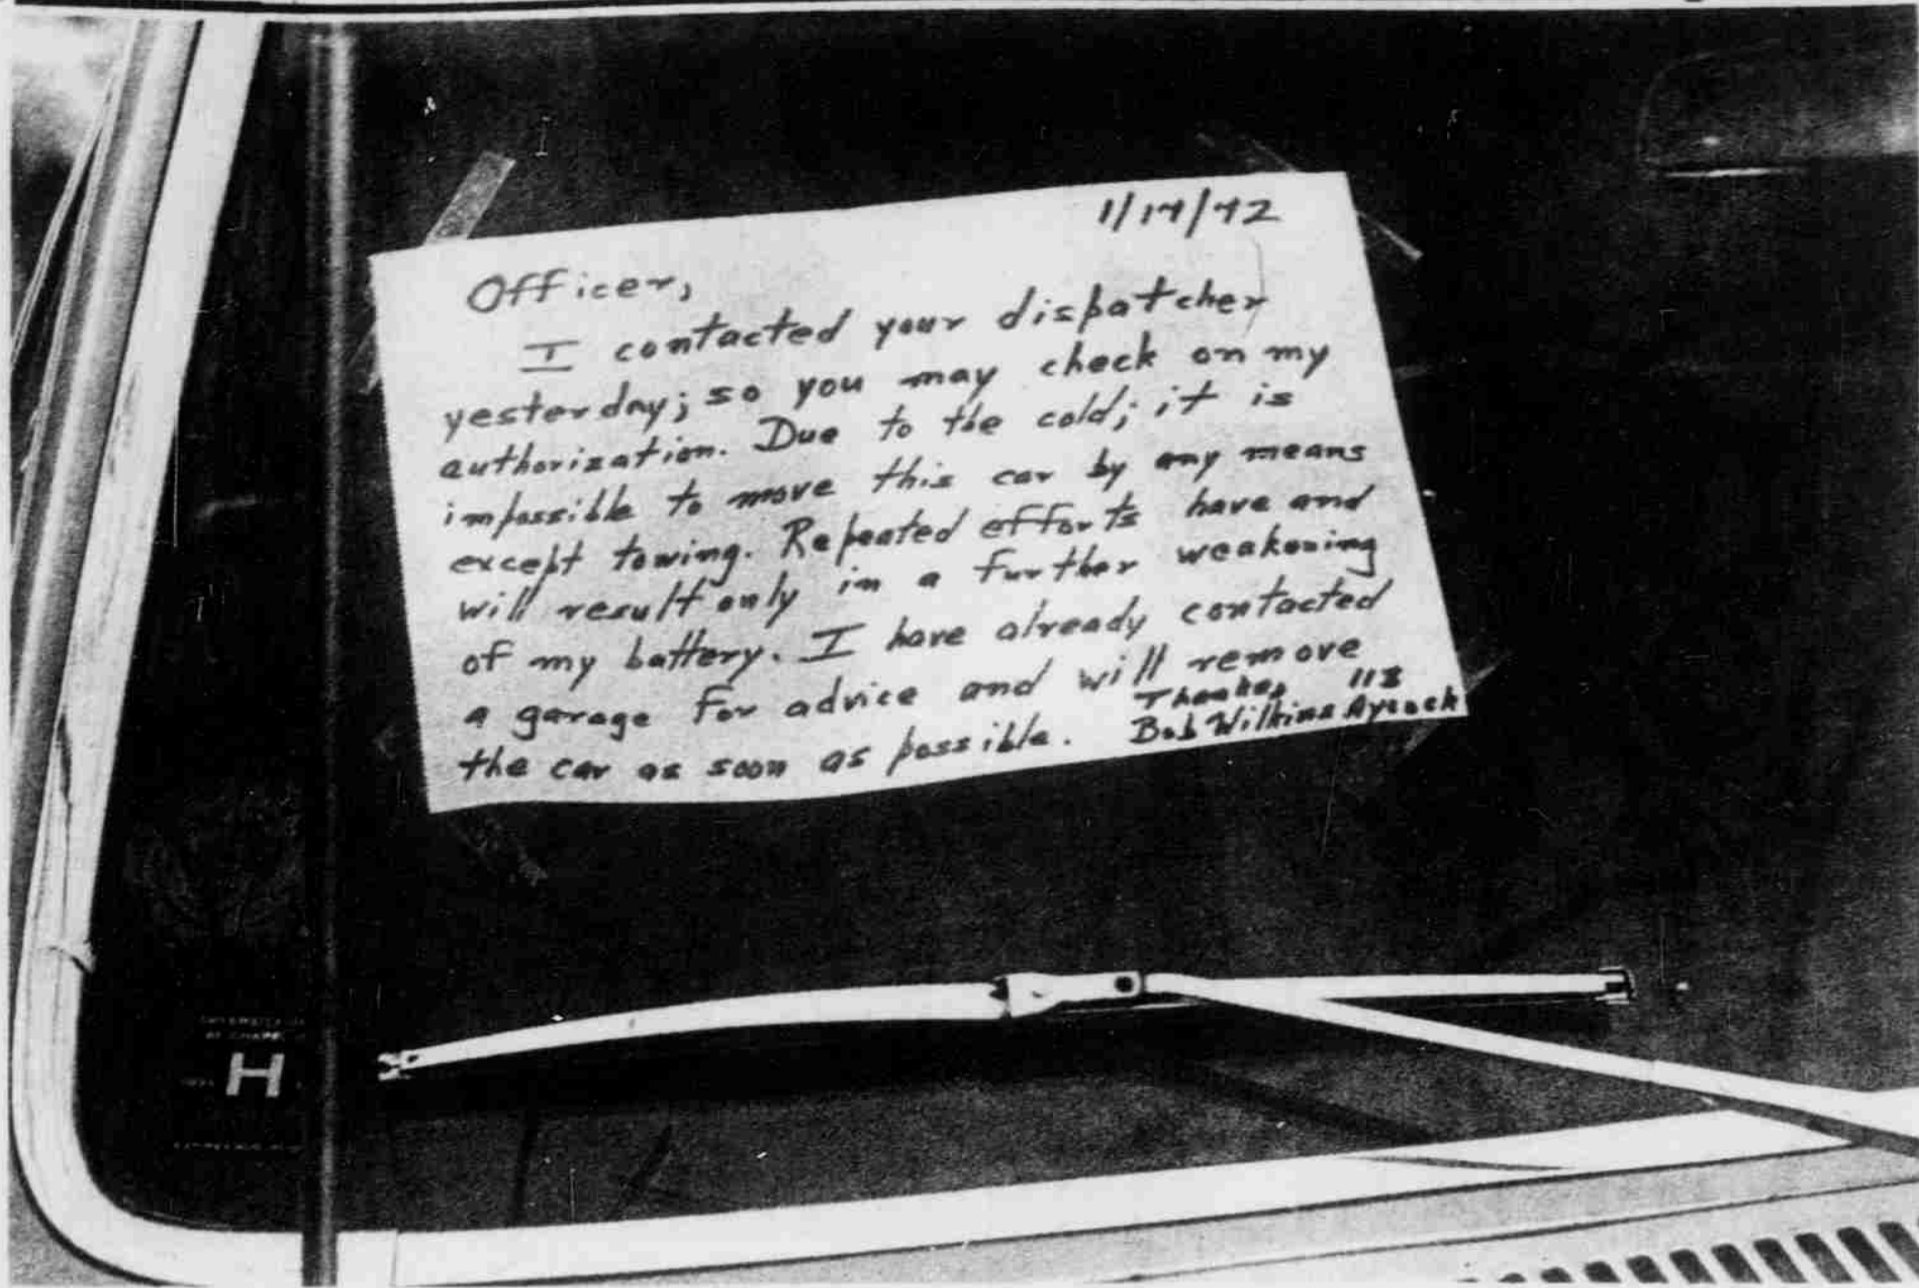 1/17/72
Officer,
I contacted your dispatcher
yesterday; so you may check on my
authorization. Due to the cold; it is
impossible to move this car by any means
except towing. Repeated efforts have and
will result only in a further weakening
of my battery. I have already contacted
a garage for advice and will remove
the car as soon as possible.
Thanks,
Bob Wilkins
118
Aycock
H